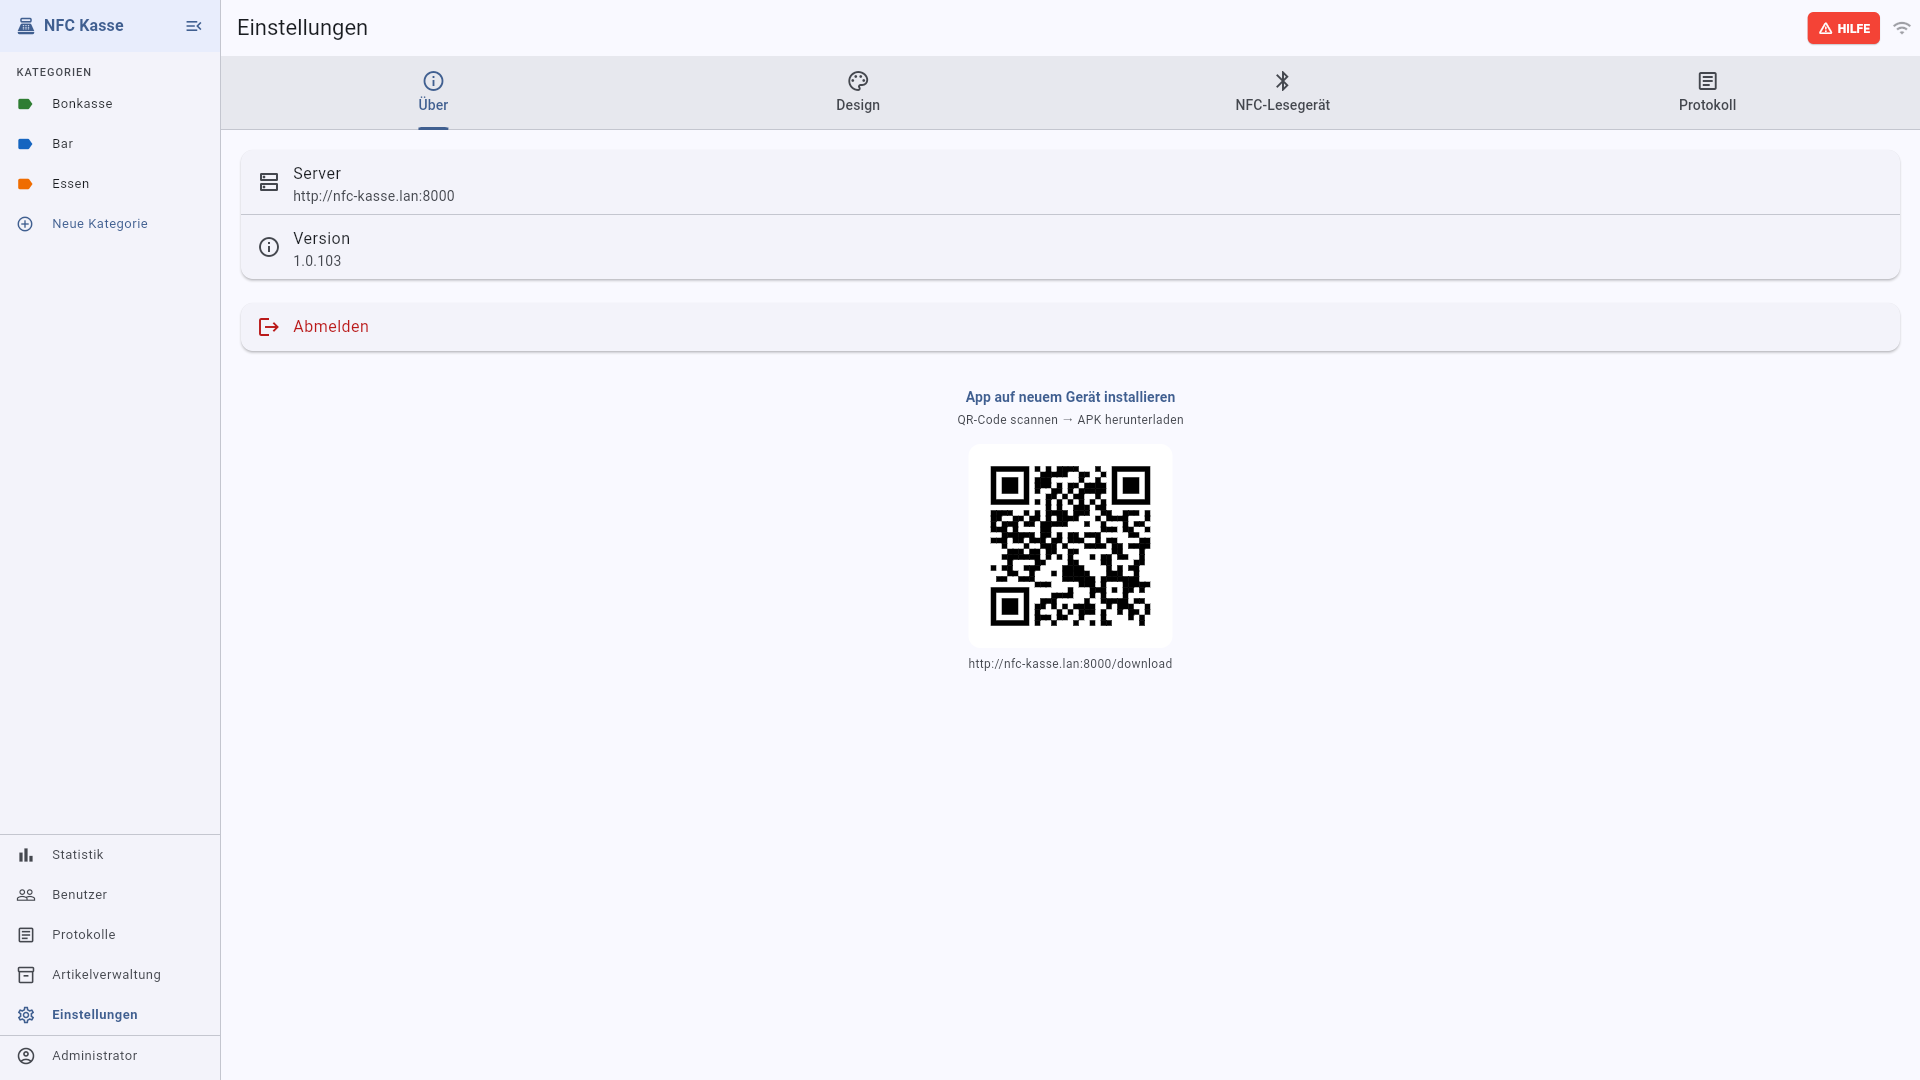 NFC Kasse
KATEGORIEN
Bonkasse
Bar
Essen
Neue Kategorie
Statistik
Benutzer
Protokolle
Artikelverwaltung
Einstellungen
Administrator
Einstellungen
HILFE
Über
Design
NFC-Lesegerät
Protokoll
Server
http://nfc-kasse.lan:8000
Version
1.0.103
Abmelden
App auf neuem Gerät installieren
QR-Code scannen → APK herunterladen
http://nfc-kasse.lan:8000/download